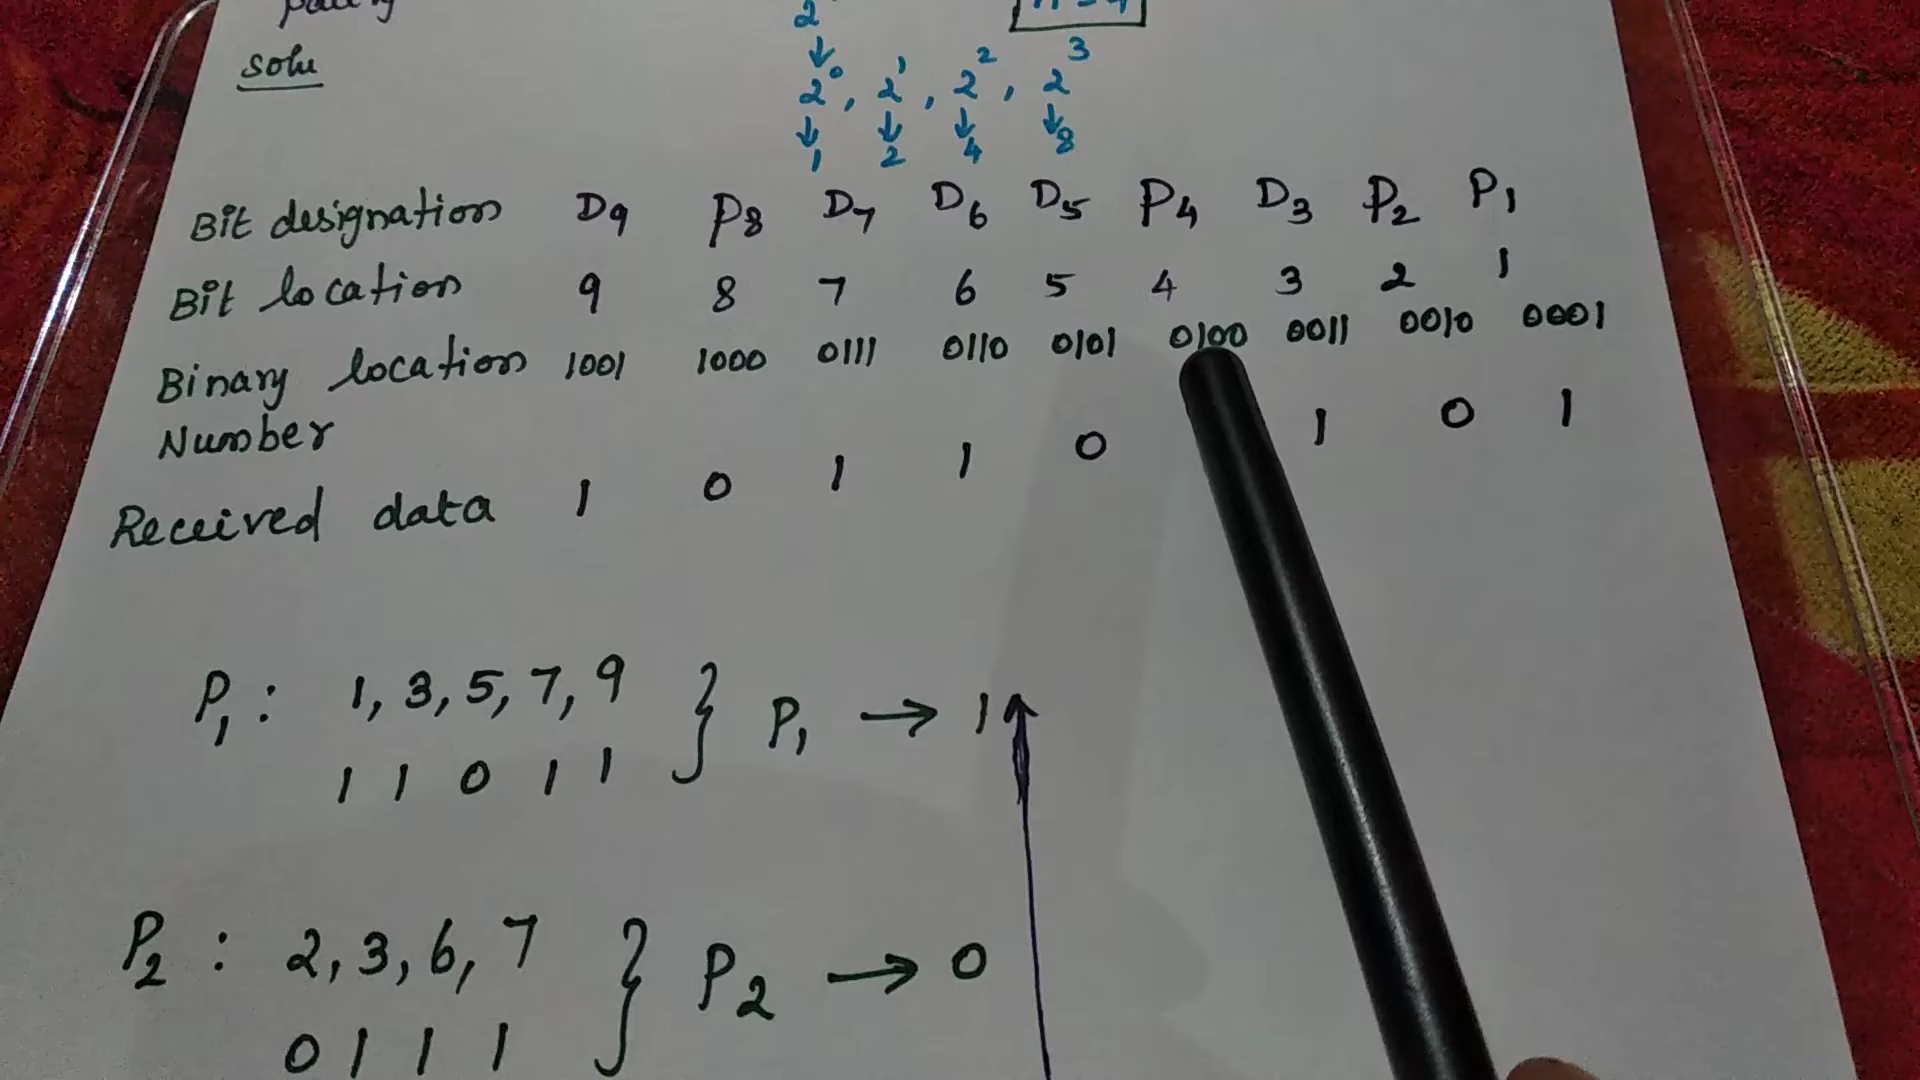 Solu
2⁰, 2¹, 2², 2³
↓ ↓ ↓ ↓
1 2 4 8
Bit designation D9 P8 D7 D6 D5 P4 D3 P2 P1
Bit location 9 8 7 6 5 4 3 2 1
Binary location 1001 1000 0111 0110 0101 0100 0011 0010 0001
Number
Received data 1 0 1 1 0 1 0 1
P1 : 1, 3, 5, 7, 9 } P1 → 1
1 1 0 1 1
P2 : 2, 3, 6, 7 } P2 → 0
0 1 1 1